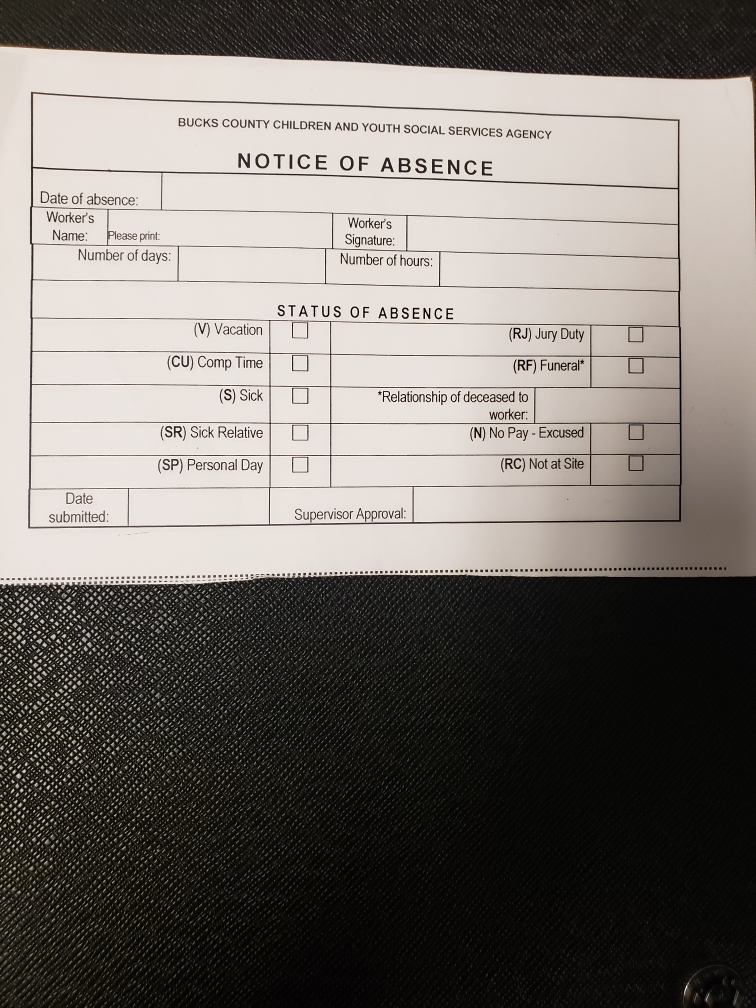 BUCKS COUNTY CHILDREN AND YOUTH SOCIAL SERVICES AGENCY
NOTICE OF ABSENCE
Date of absence:
Worker's
Name: Please print:
Worker's
Signature:
Number of days:
Number of hours:
STATUS OF ABSENCE
(V) Vacation
(RJ) Jury Duty
(CU) Comp Time
(RF) Funeral*
(S) Sick
*Relationship of deceased to
worker:
(SR) Sick Relative
(N) No Pay - Excused
(SP) Personal Day
(RC) Not at Site
Date
submitted:
Supervisor Approval: